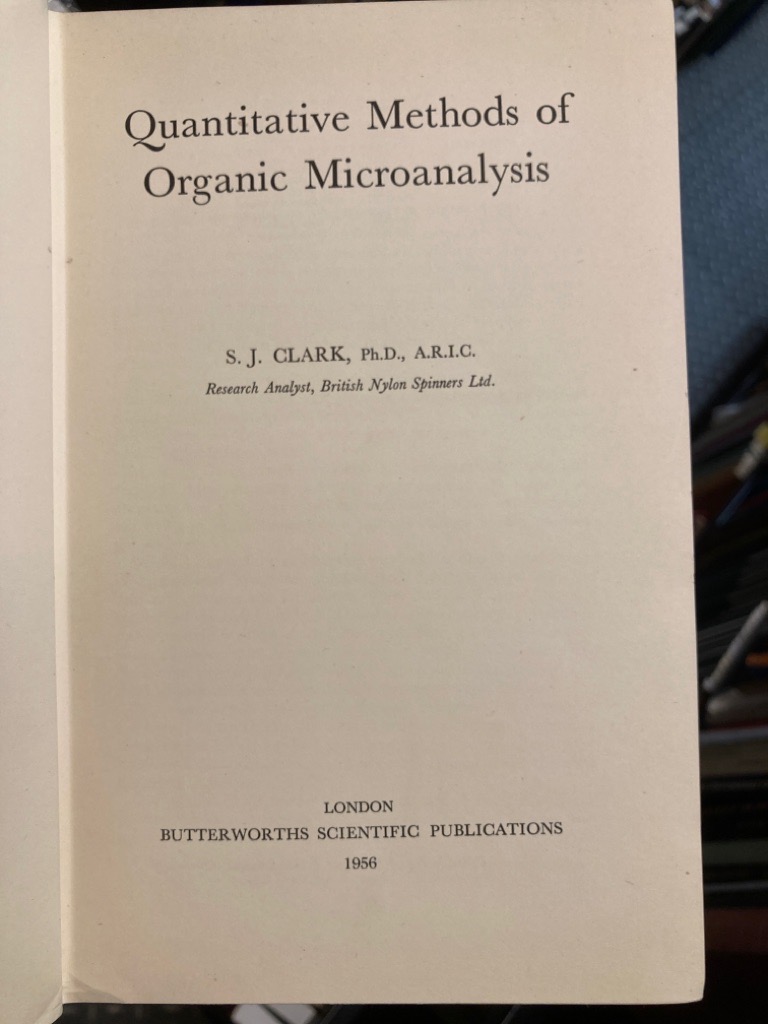 Quantitative Methods of
Organic Microanalysis
S. J. CLARK, Ph.D., A.R.I.C.
Research Analyst, British Nylon Spinners Ltd.
LONDON
BUTTERWORTHS SCIENTIFIC PUBLICATIONS
1956